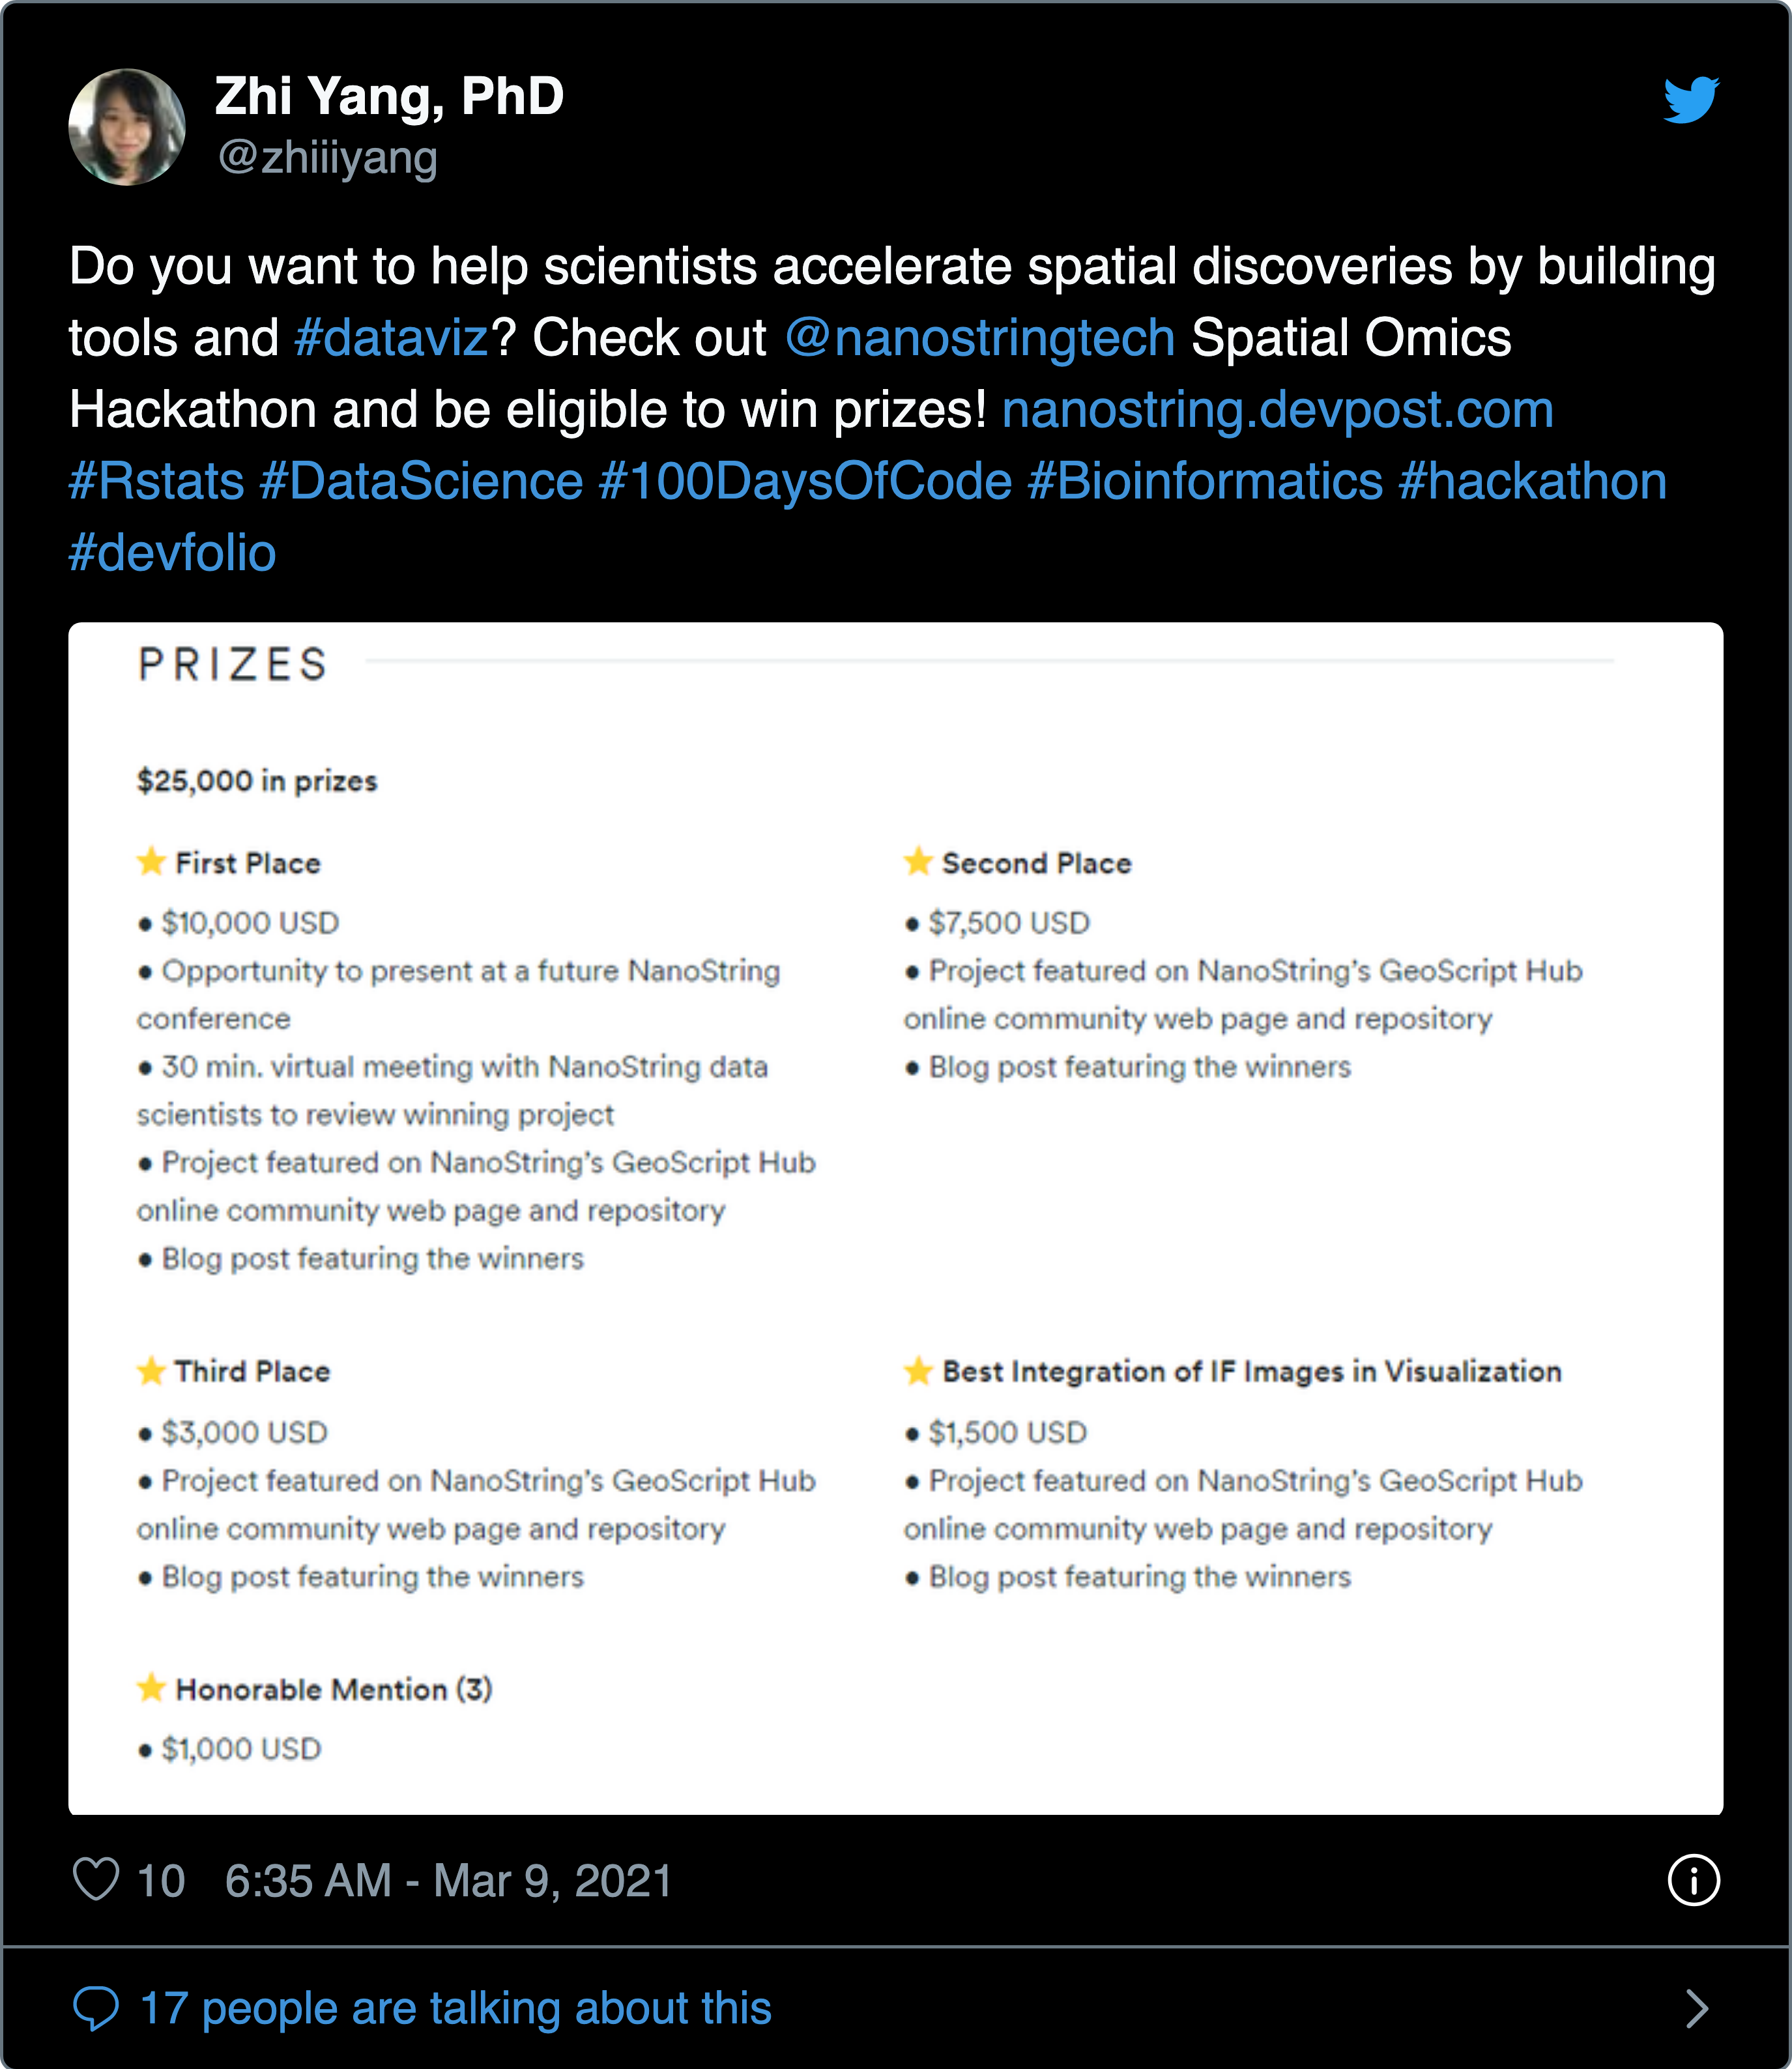 Zhi Yang, PhD
@zhiiiyang
Do you want to help scientists accelerate spatial discoveries by building
tools and #dataviz? Check out @nanostringtech Spatial Omics
Hackathon and be eligible to win prizes! nanostring.devpost.com
#Rstats #DataScience #100DaysOfCode #Bioinformatics #hackathon
#devfolio
PRIZES
$25,000 in prizes
⭐ First Place
● $10,000 USD
● Opportunity to present at a future NanoString
conference
● 30 min. virtual meeting with NanoString data
scientists to review winning project
● Project featured on NanoString's GeoScript Hub
online community web page and repository
● Blog post featuring the winners
⭐ Second Place
● $7,500 USD
● Project featured on NanoString's GeoScript Hub
online community web page and repository
● Blog post featuring the winners
⭐ Third Place
● $3,000 USD
● Project featured on NanoString's GeoScript Hub
online community web page and repository
● Blog post featuring the winners
⭐ Best Integration of IF Images in Visualization
● $1,500 USD
● Project featured on NanoString's GeoScript Hub
online community web page and repository
● Blog post featuring the winners
⭐ Honorable Mention (3)
● $1,000 USD
10 6:35 AM - Mar 9, 2021
17 people are talking about this